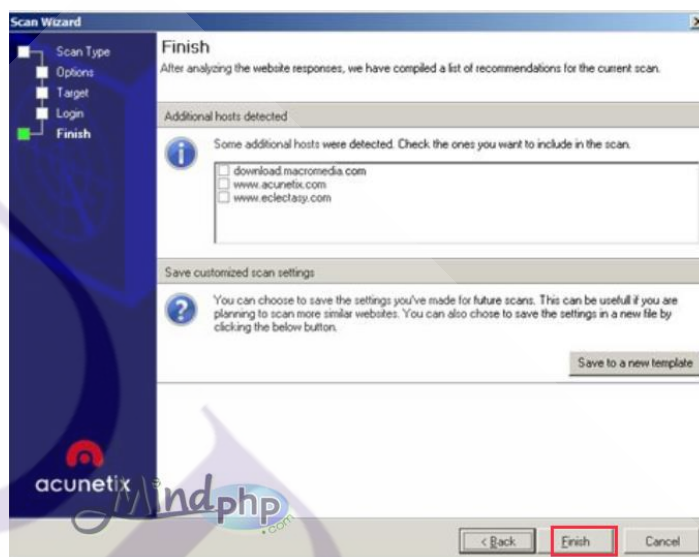 Scan Wizard
Scan Type
Options
Target
Login
Finish
Finish
After analyzing the website responses, we have compiled a list of recommendations for the current scan.
Additional hosts detected
Some additional hosts were detected. Check the ones you want to include in the scan.
download.macromedia.com
www.acunetix.com
www.eclectasy.com
Save customized scan settings
You can choose to save the settings you've made for future scans. This can be usefull if you are
planning to scan more similar websites. You can also chose to save the settings in a new file by
clicking the below button.
Save to a new template
acunetix
Mindphp
.com
< Back
Finish
Cancel